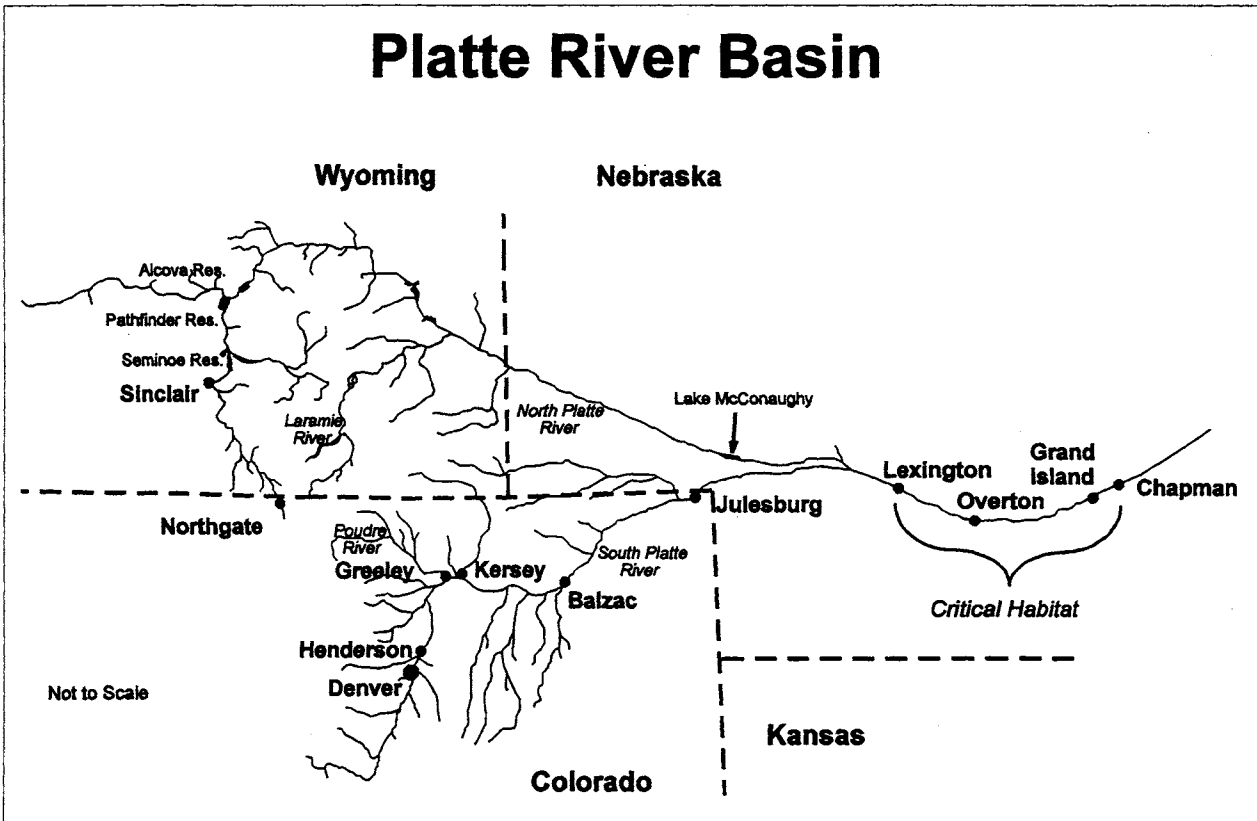 Platte River Basin
Wyoming
Nebraska
Alcova Res.
Pathfinder Res.
Seminoe Res.
Sinclair
Laramie
River
North Platte
River
Lake McConaughy
Lexington
Grand
Island
Overton
Chapman
Northgate
Julesburg
Poudre
River
Greeley
Kersey
South Platte
River
Balzac
Critical Habitat
Henderson
Denver
Not to Scale
Kansas
Colorado